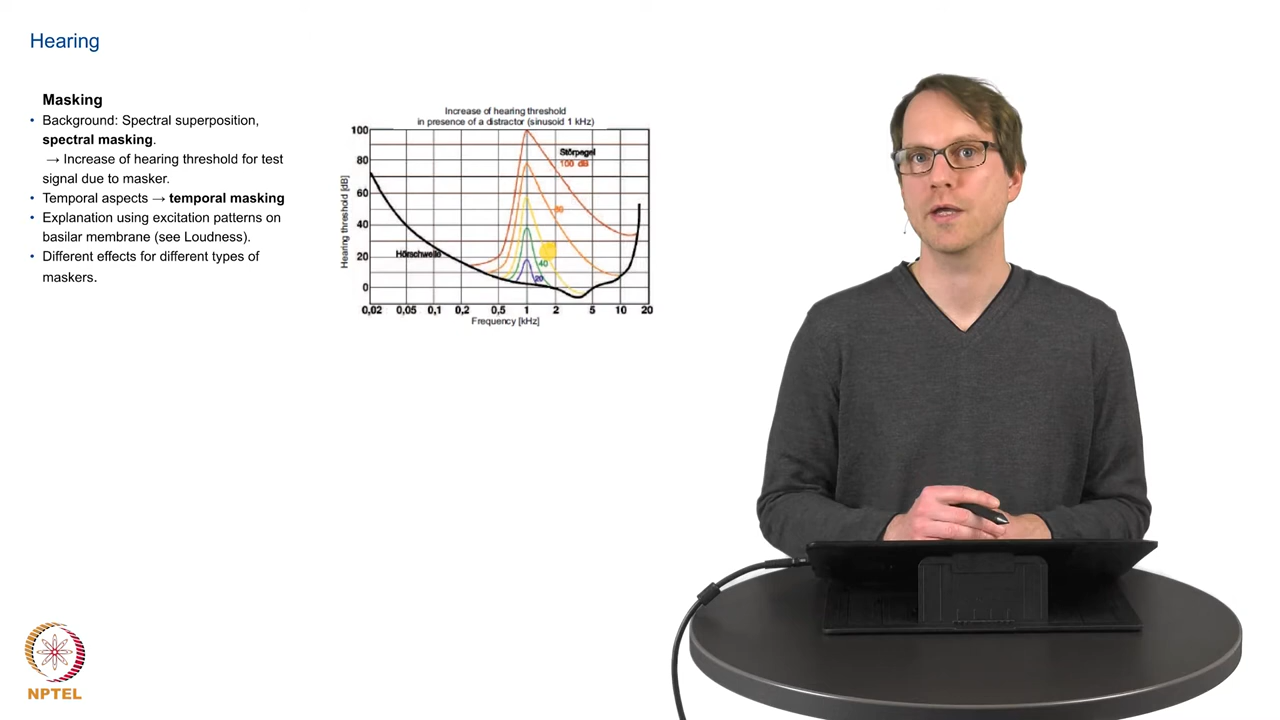 Hearing
Masking
• Background: Spectral superposition,
spectral masking.
→ Increase of hearing threshold for test
signal due to masker.
• Temporal aspects → temporal masking
• Explanation using excitation patterns on
basilar membrane (see Loudness).
• Different effects for different types of
maskers.
Increase of hearing threshold
in presence of a distractor (sinusoid 1 kHz)
Hearing threshold [dB]
100
80
60
40
20
0
Störpegel
100 dB
40
20
Hörschwelle
0,02 0,05 0,1 0,2 0,5 1 2 5 10 20
Frequency [kHz]
NPTEL